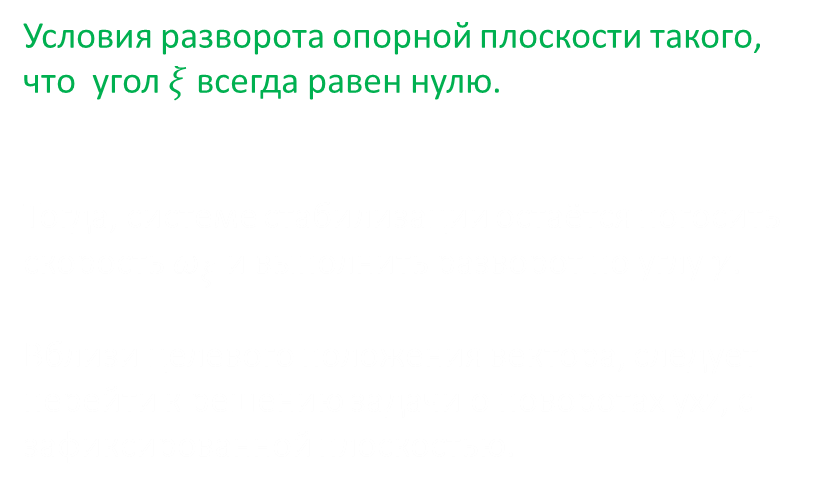 Условия разворота опорной плоскости такого,
что угол ξ всегда равен нулю.